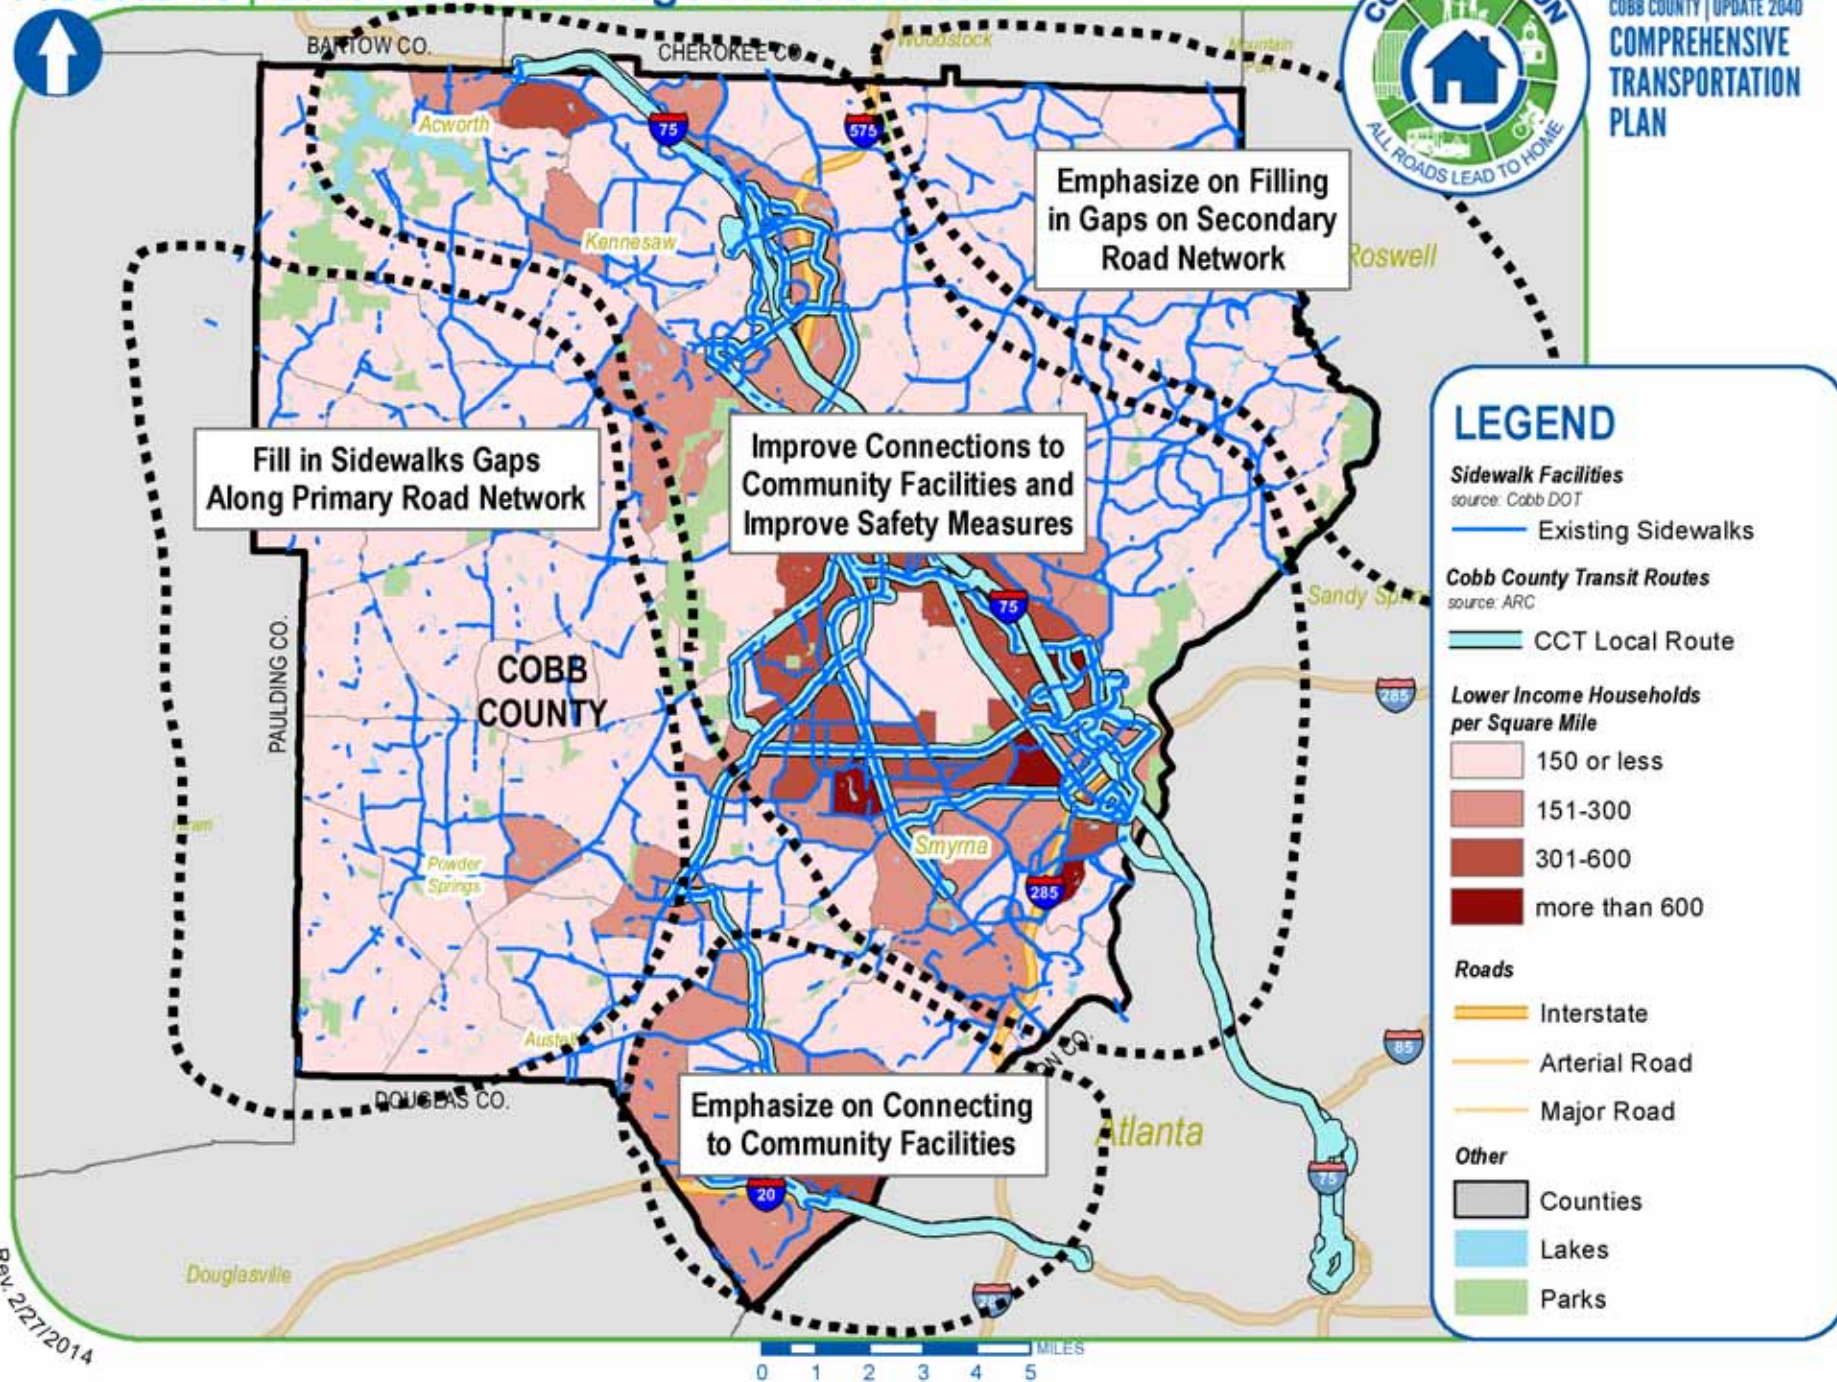 COBB COUNTY | UPDATE 2040
COMPREHENSIVE
TRANSPORTATION
PLAN
ALL ROADS LEAD TO HOME
BARTOW CO.
CHEROKEE CO.
Woodstock
Mountain
Park
Acworth
75
575
Emphasize on Filling
in Gaps on Secondary
Road Network
Kennesaw
Roswell
Fill in Sidewalks Gaps
Along Primary Road Network
Improve Connections to
Community Facilities and
Improve Safety Measures
75
Sandy
PAULDING CO.
COBB
COUNTY
285
Powder
Springs
Smyrna
285
Austell
DOUGLAS CO.
85
Emphasize on Connecting
to Community Facilities
Atlanta
75
20
Douglasville
Rev. 2/27/2014
0 1 2 3 4 5
MILES
LEGEND
Sidewalk Facilities
source: Cobb DOT
Existing Sidewalks
Cobb County Transit Routes
source: ARC
CCT Local Route
Lower Income Households
per Square Mile
150 or less
151-300
301-600
more than 600
Roads
Interstate
Arterial Road
Major Road
Other
Counties
Lakes
Parks